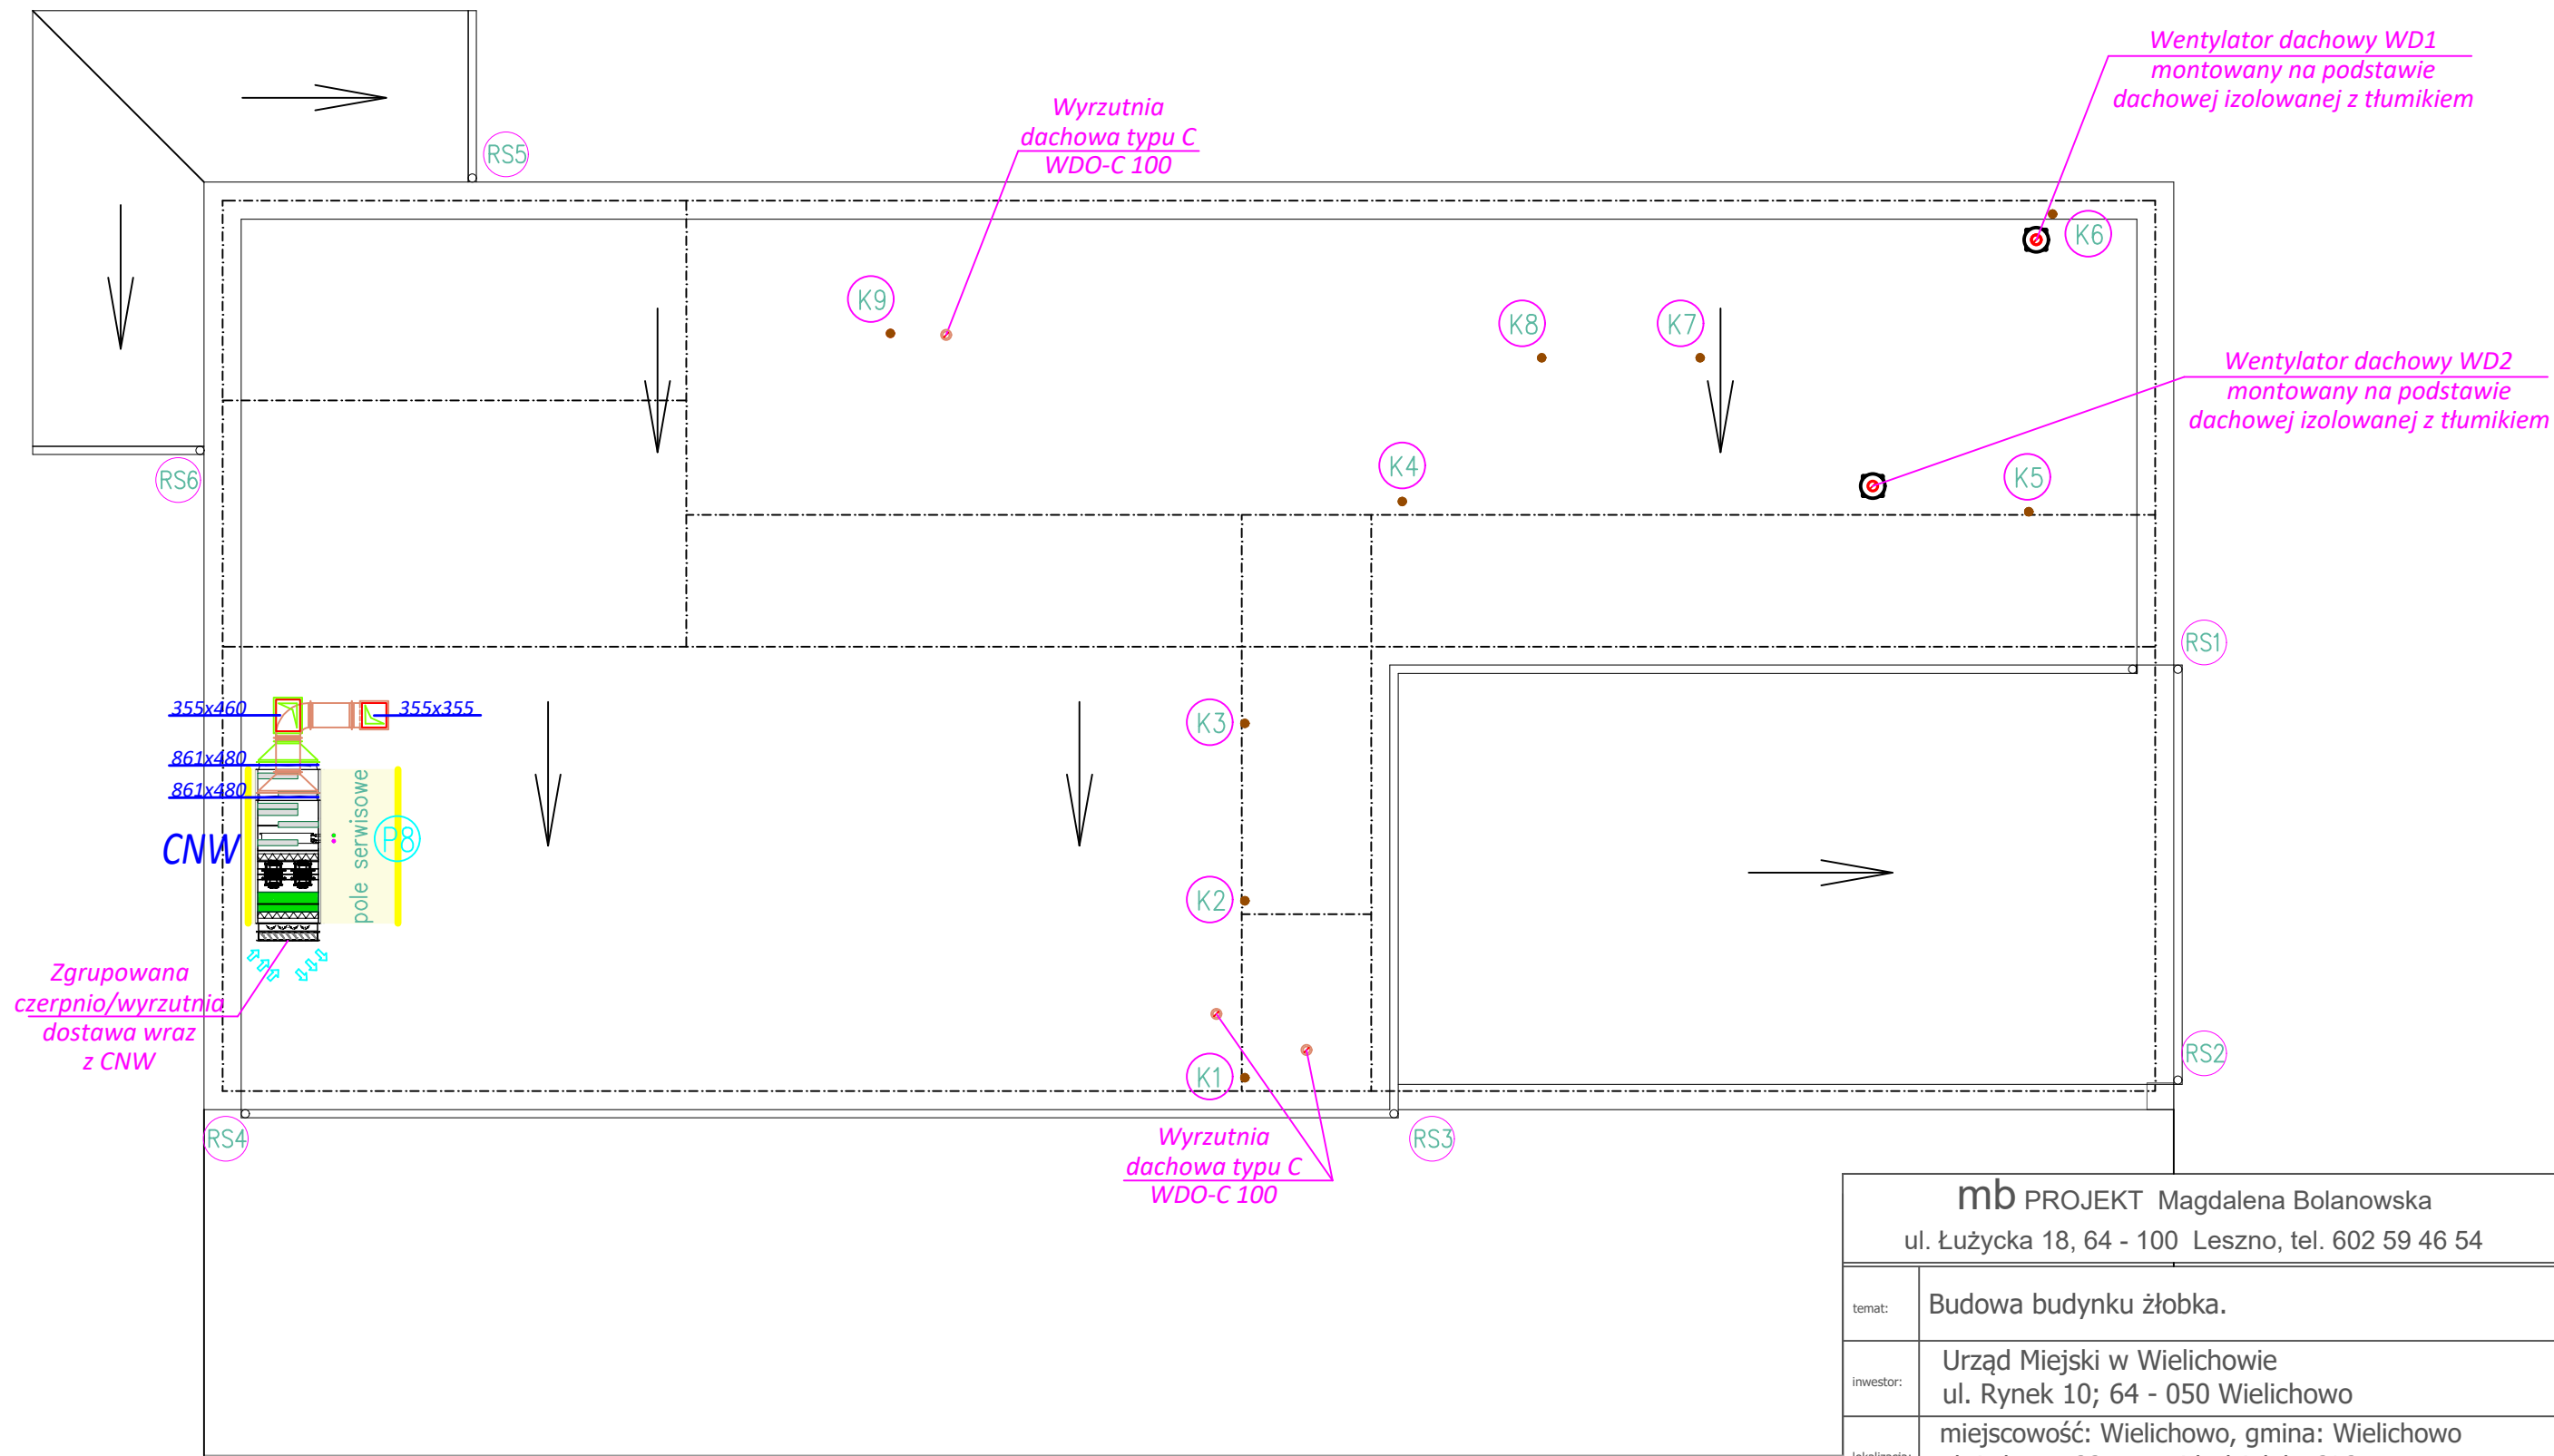 Wentylator dachowy WD1
montowany na podstawie
dachowej izolowanej z tłumikiem
Wyrzutnia
dachowa typu C
WDO-C 100
RS5
K6
K9
K8
K7
Wentylator dachowy WD2
montowany na podstawie
dachowej izolowanej z tłumikiem
K4
K5
RS6
RS1
355x460
355x355
K3
861x480
861x480
pole serwisowe
CNW
P8
K2
Zgrupowana
czerpnio/wyrzutnia
dostawa wraz
z CNW
RS2
K1
RS4
RS3
Wyrzutnia
dachowa typu C
WDO-C 100
mb PROJEKT Magdalena Bolanowska
ul. Łużycka 18, 64 - 100 Leszno, tel. 602 59 46 54
temat:
Budowa budynku żłobka.
inwestor:
Urząd Miejski w Wielichowie
ul. Rynek 10; 64 - 050 Wielichowo
miejscowość: Wielichowo, gmina: Wielichowo
lokalizacja: